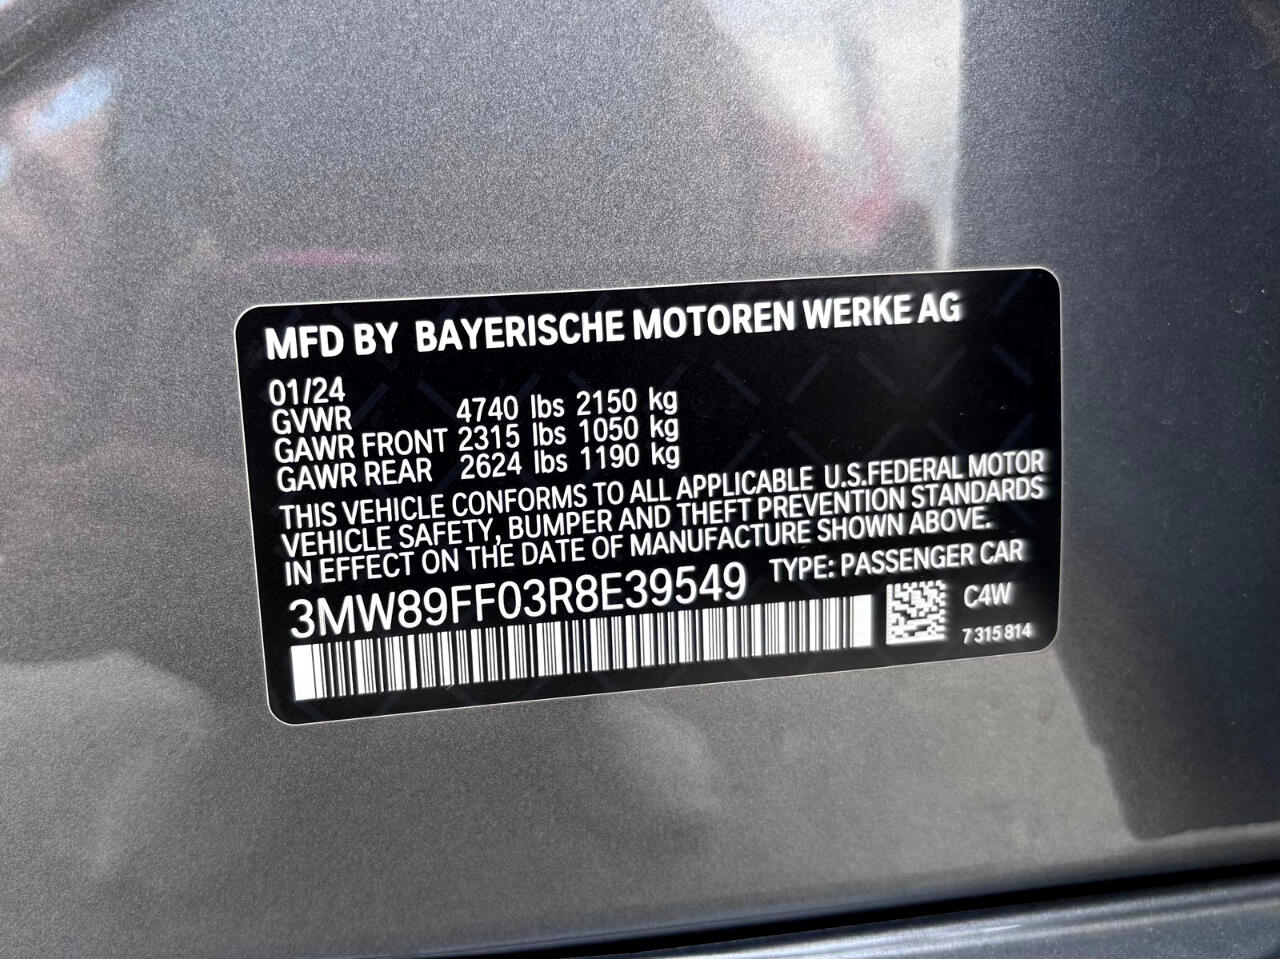 MFD BY BAYERISCHE MOTOREN WERKE AG
01/24
GVWR 4740 lbs 2150 kg
GAWR FRONT 2315 lbs 1050 kg
GAWR REAR 2624 lbs 1190 kg
THIS VEHICLE CONFORMS TO ALL APPLICABLE U.S.FEDERAL MOTOR
VEHICLE SAFETY, BUMPER AND THEFT PREVENTION STANDARDS
IN EFFECT ON THE DATE OF MANUFACTURE SHOWN ABOVE.
3MW89FF03R8E39549 TYPE: PASSENGER CAR
C4W
7 315 814